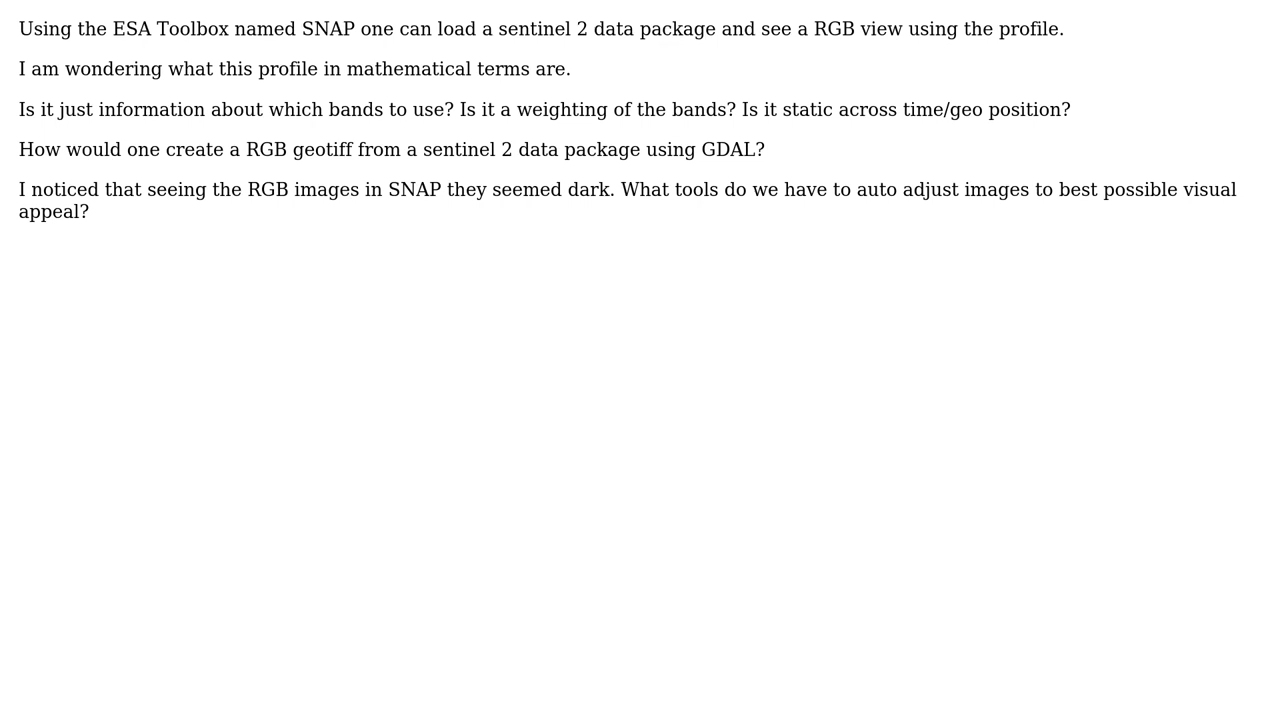 Using the ESA Toolbox named SNAP one can load a sentinel 2 data package and see a RGB view using the profile.
I am wondering what this profile in mathematical terms are.
Is it just information about which bands to use? Is it a weighting of the bands? Is it static across time/geo position?
How would one create a RGB geotiff from a sentinel 2 data package using GDAL?
I noticed that seeing the RGB images in SNAP they seemed dark. What tools do we have to auto adjust images to best possible visual
appeal?